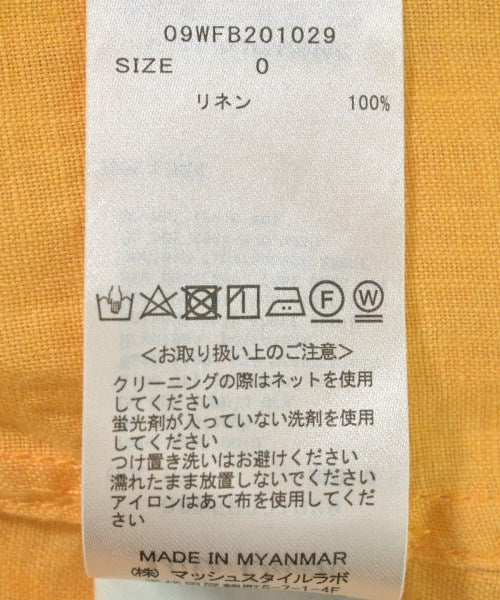 09WFB201029
SIZE 0
リネン 100%
F W
<お取り扱い上のご注意>
クリーニングの際はネットを使用
してください
蛍光剤が入っていない洗剤を使用
してください
つけ置き洗いはお避けください
濡れたまま放置しないでください
アイロンはあて布を使用してくだ
さい
MADE IN MYANMAR
(株) マッシュスタイルラボ
5-7-1-4F